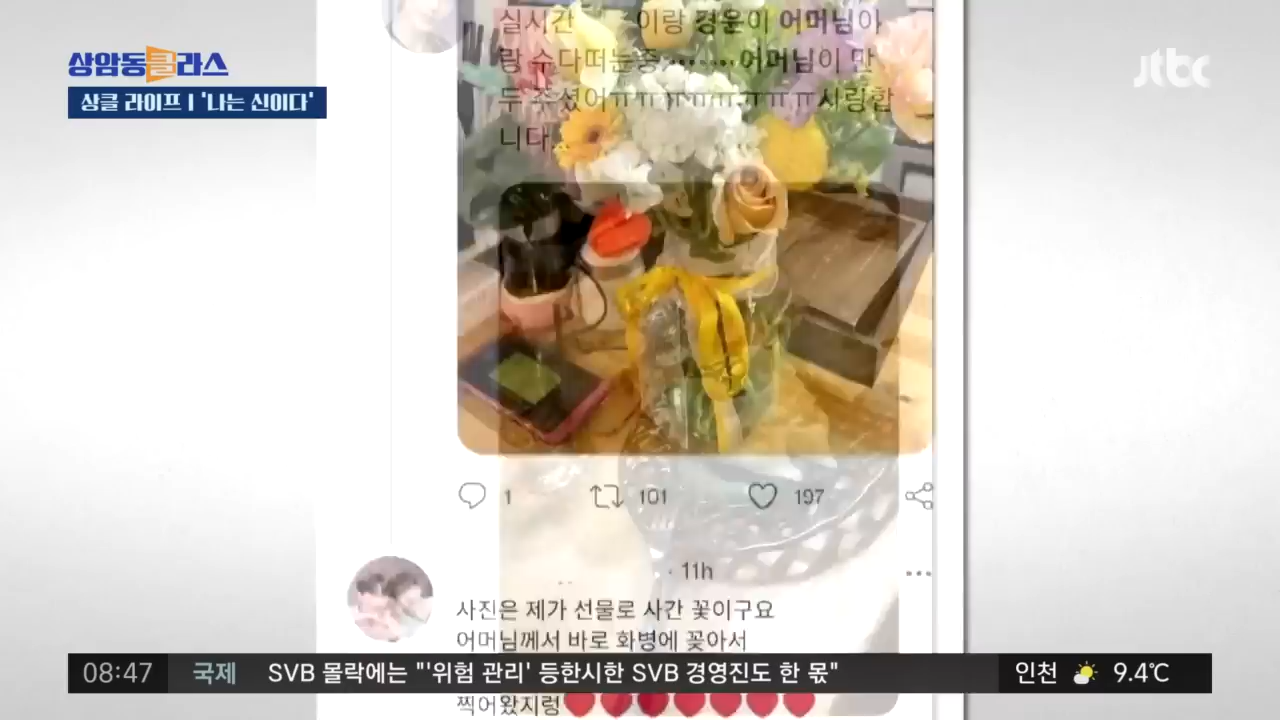 실시간 이랑 정운이 어머님이
랑 수다떠는중 ........어머님이 만
두 주셨어ㅠㅠㅠㅠㅠㅠㅠㅠ사랑합
니다..
상암동클라스
상클 라이프 | '나는 신이다'
jtbc
1 101 197
· 11h
사진은 제가 선물로 사간 꽃이구요
어머님께서 바로 화병에 꽂아서
08:47 국제 SVB 몰락에는 "'위험 관리' 등한시한 SVB 경영진도 한 몫" 인천 9.4℃
찍어왔지렁